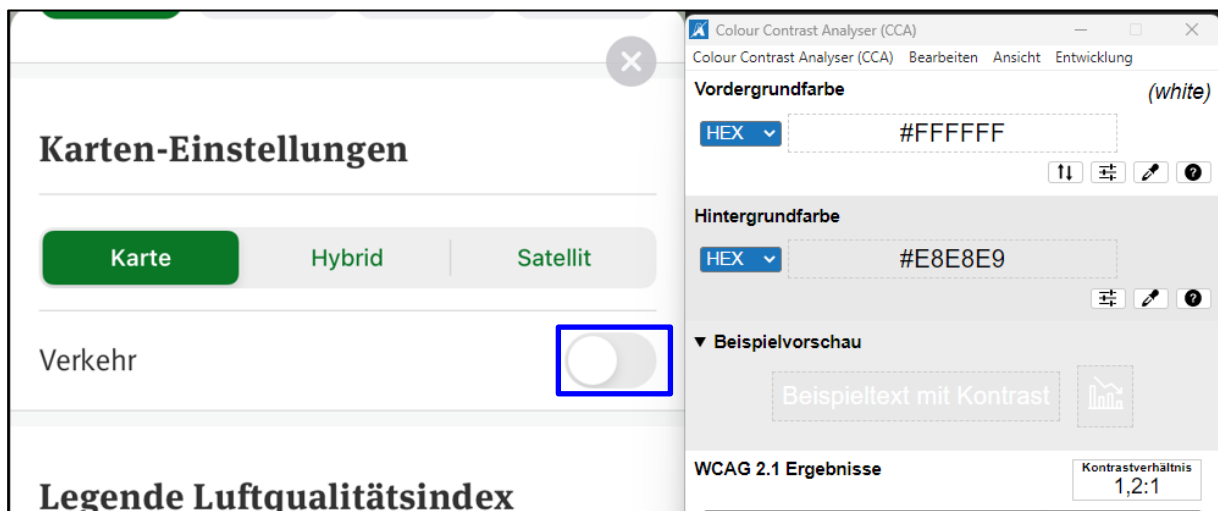 Karten-Einstellungen
Karte Hybrid Satellit
Verkehr
Legende Luftqualitätsindex
Colour Contrast Analyser (CCA)
Colour Contrast Analyser (CCA) Bearbeiten Ansicht Entwicklung
Vordergrundfarbe (white)
HEX #FFFFFF
Hintergrundfarbe
HEX #E8E8E9
▼ Beispielvorschau
Beispieltext mit Kontrast
WCAG 2.1 Ergebnisse
Kontrastverhältnis
1,2:1